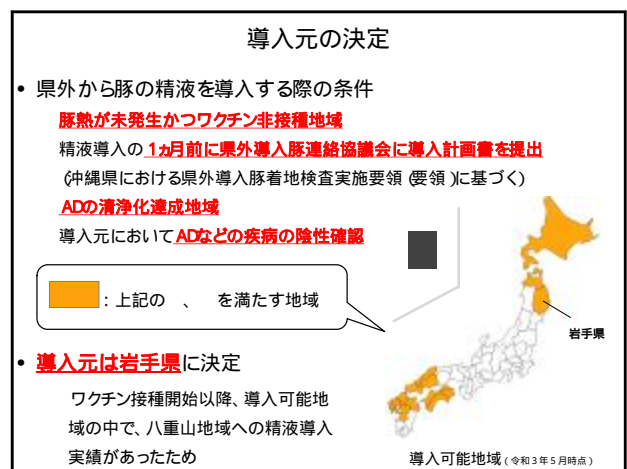 導入元の決定
• 県外から豚の精液を導入する際の条件
豚熱が未発生かつワクチン非接種地域
精液導入の1ヵ月前に県外導入豚連絡協議会に導入計画書を提出
(沖縄県における県外導入豚着地検査実施要領(要領)に基づく)
ADの清浄化達成地域
導入元においてADなどの疾病の陰性確認
:上記の 、 を満たす地域
岩手県
• 導入元は岩手県に決定
ワクチン接種開始以降、導入可能地
域の中で、八重山地域への精液導入
実績があったため
導入可能地域(令和3年5月時点)